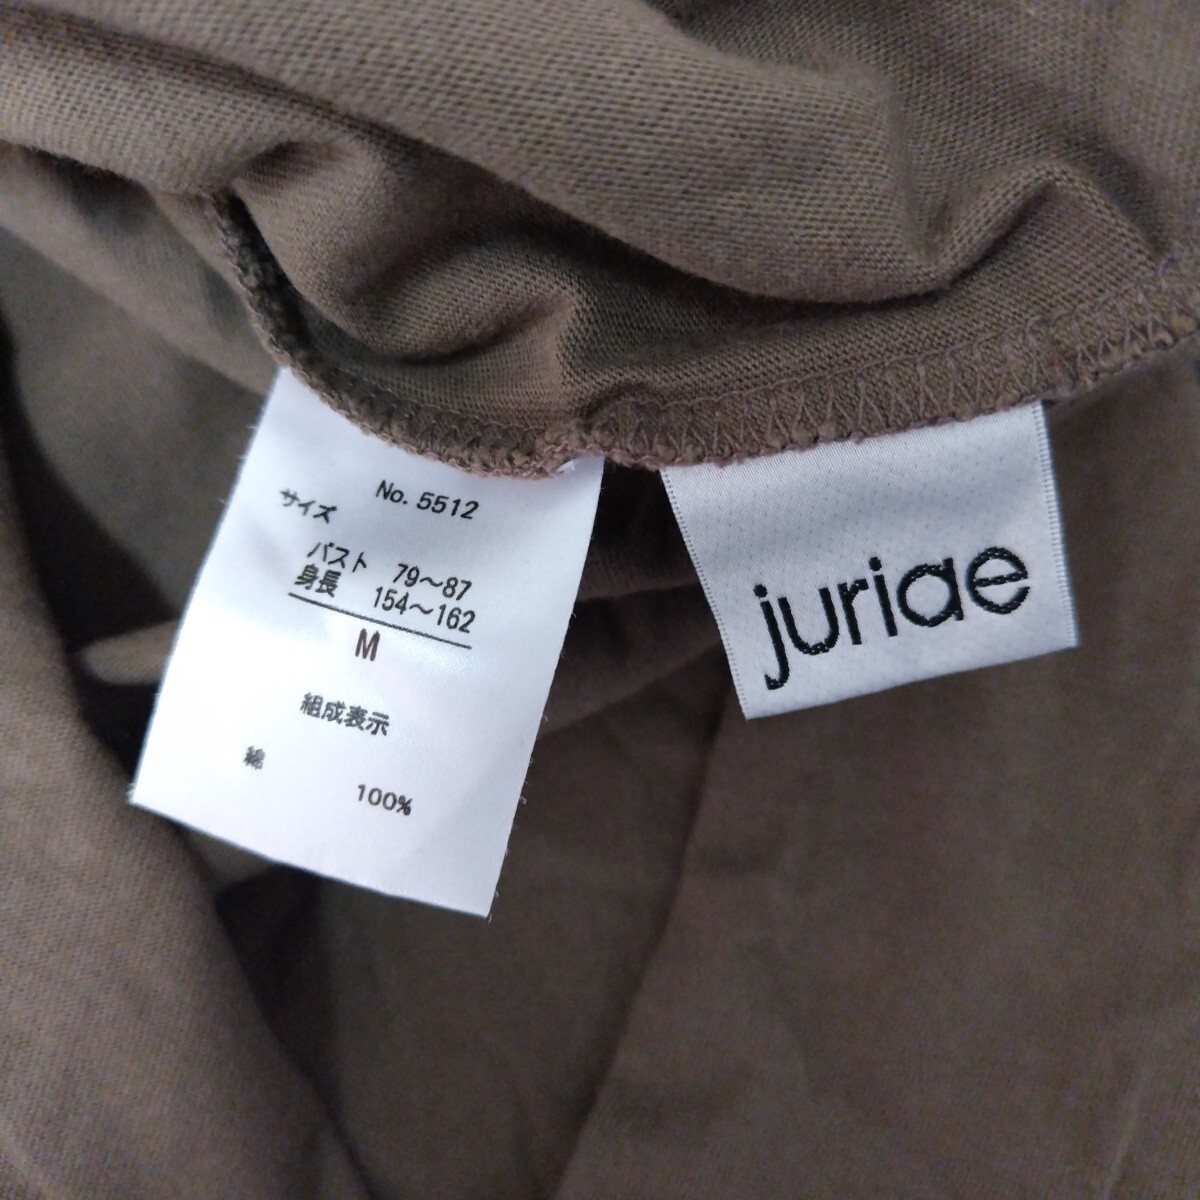 No. 5512
サイズ
バスト 79～87
身長 154～162
M
組成表示
綿
100%
juriae